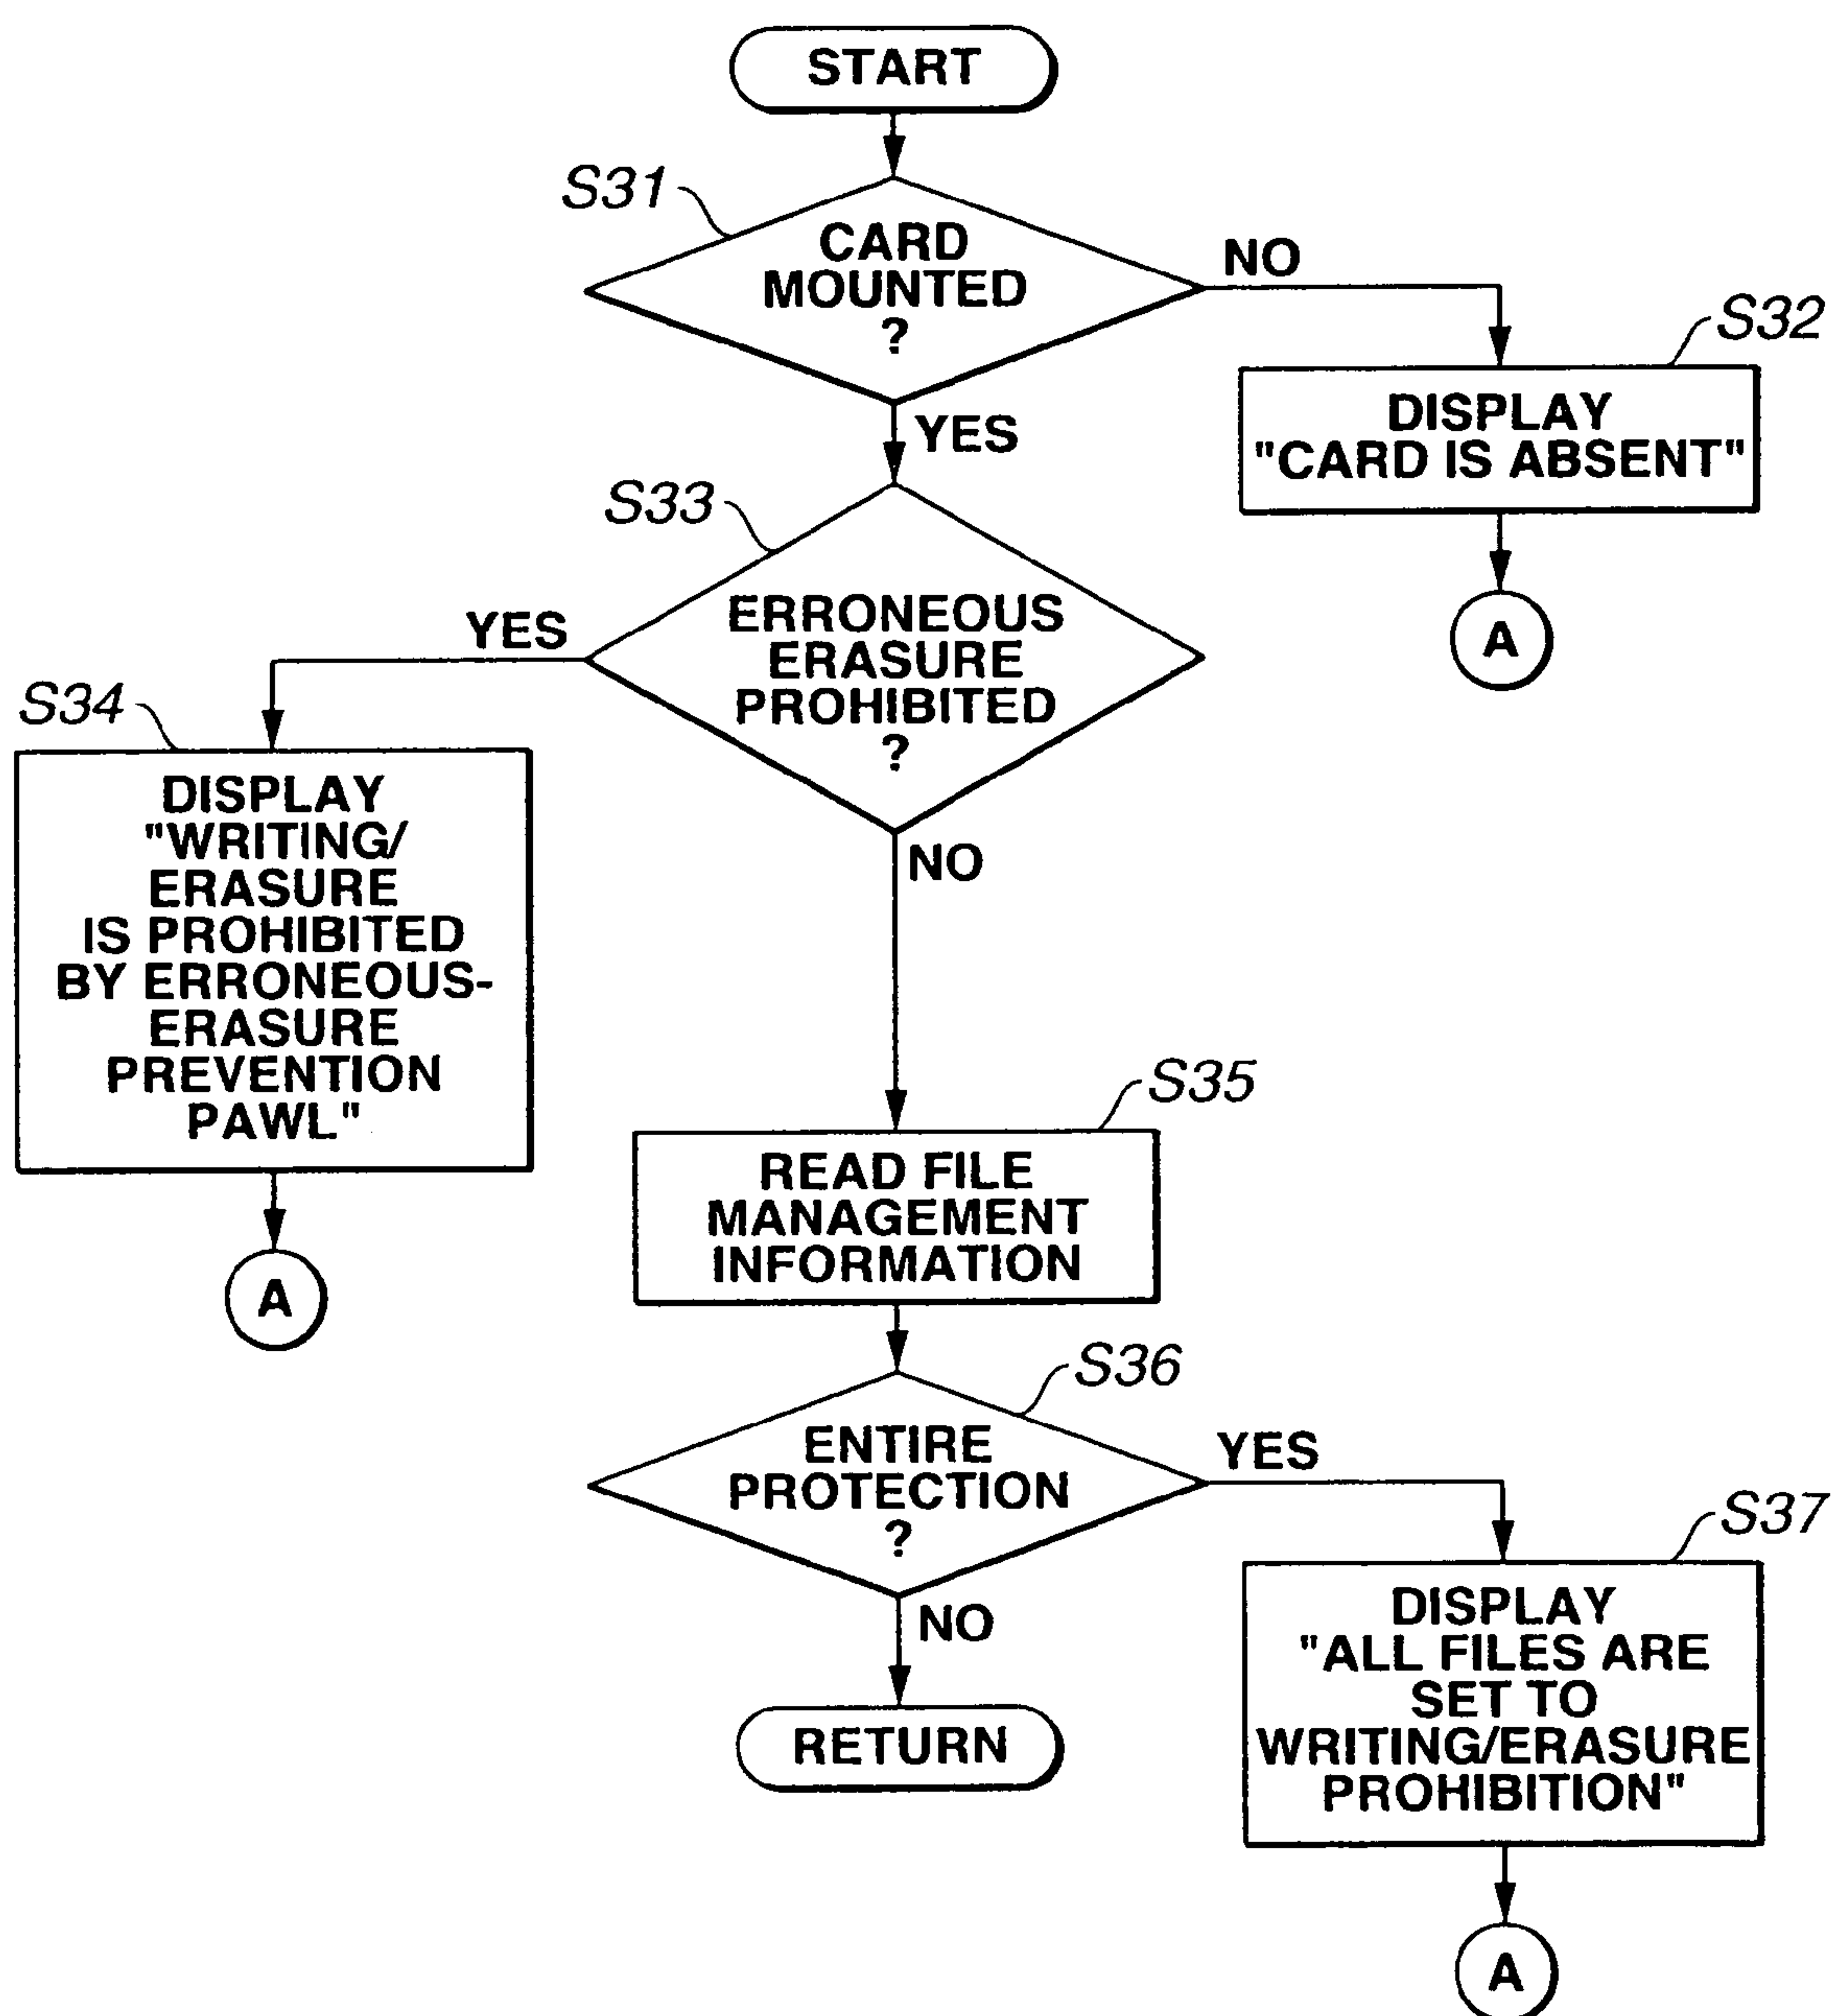 START
S31
CARD
MOUNTED
?
NO
S32
DISPLAY
"CARD IS ABSENT"
A
YES
S33
ERRONEOUS
ERASURE
PROHIBITED
?
YES
S34
DISPLAY
"WRITING/
ERASURE
IS PROHIBITED
BY ERRONEOUS-
ERASURE
PREVENTION
PAWL"
A
NO
S35
READ FILE
MANAGEMENT
INFORMATION
S36
ENTIRE
PROTECTION
?
YES
S37
DISPLAY
"ALL FILES ARE
SET TO
WRITING/ERASURE
PROHIBITION"
A
NO
RETURN